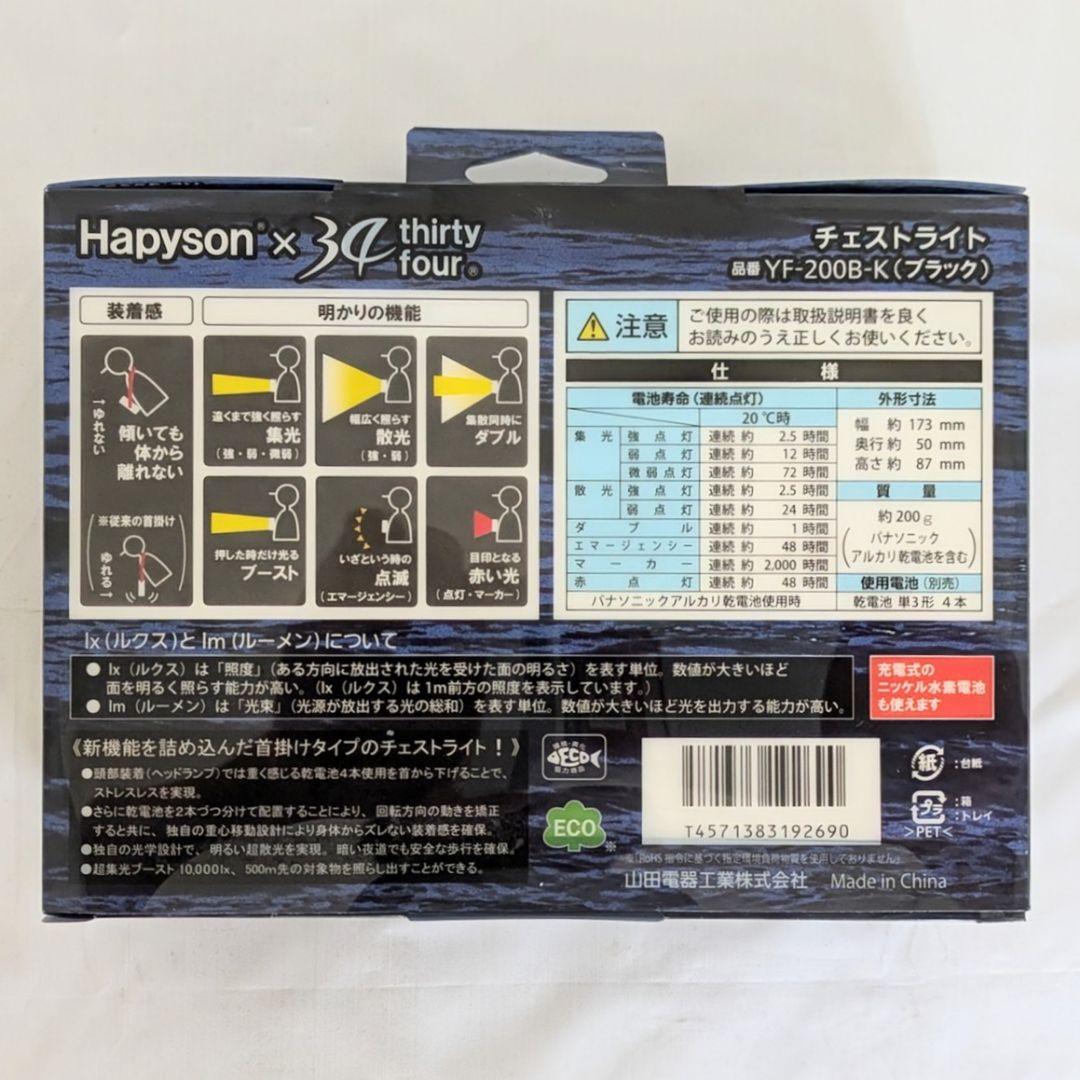 Hapyson® × 34 thirty four®
チェストライト
品番 YF-200B-K(ブラック)
装着感
明かりの機能
ゆれない
傾いても
体から
離れない
※従来の首掛け
ゆれる
遠くまで強く照らす
集光
(強・弱・微弱)
幅広く照らす
散光
(強・弱)
集散同時に
ダブル
押した時だけ光る
ブースト
いざという時の
点滅
(エマージェンシー)
目印となる
赤い光
(点灯・マーカー)
注意
ご使用の際は取扱説明書を良く
お読みのうえ正しくお使いください。
仕様
電池寿命(連続点灯)
20℃時
集光 強点灯 連続 約 2.5 時間
弱点灯 連続 約 12 時間
微弱点灯 連続 約 72 時間
散光 強点灯 連続 約 2.5 時間
弱点灯 連続 約 24 時間
ダブル 連続 約 1 時間
エマージェンシー 連続 約 48 時間
マーカー 連続 約 2,000 時間
赤点灯 連続 約 48 時間
パナソニックアルカリ乾電池使用時
外形寸法
幅 約 173 mm
奥行 約 50 mm
高さ 約 87 mm
質量
約 200g
パナソニック
アルカリ乾電池を含む
使用電池(別売)
乾電池 単3形 4本
lx(ルクス)とlm(ルーメン)について
● lx(ルクス)は「照度」(ある方向に放出された光を受けた面の明るさ)を表す単位。数値が大きいほど
面を明るく照らす能力が高い。(lx(ルクス)は1m前方の照度を表示しています。)
● lm(ルーメン)は「光束」(光源が放出する光の総和)を表す単位。数値が大きいほど光を出力する能力が高い。
充電式の
ニッケル水素電池
も使えます
《新機能を詰め込んだ首掛けタイプのチェストライト!》
●頭部装着(ヘッドランプ)では重く感じる乾電池4本使用を首から下げることで、
ストレスレスを実現。
●さらに乾電池を2本づつ分けて配置することにより、回転方向の動きを矯正
すると共に、独自の重心移動設計により身体からズレない装着感を確保。
●独自の光学設計で、明るい超散光を実現。暗い夜道でも安全な歩行を確保。
●超集光ブースト10,000lx、500m先の対象物を照らし出すことができる。
ECO
※
T4571383192690
紙 :台紙
プラ :箱
:トレイ
>PET<
※「RoHS指令に基づく指定環境負荷物質を使用しておりません」
山田電器工業株式会社 Made in China